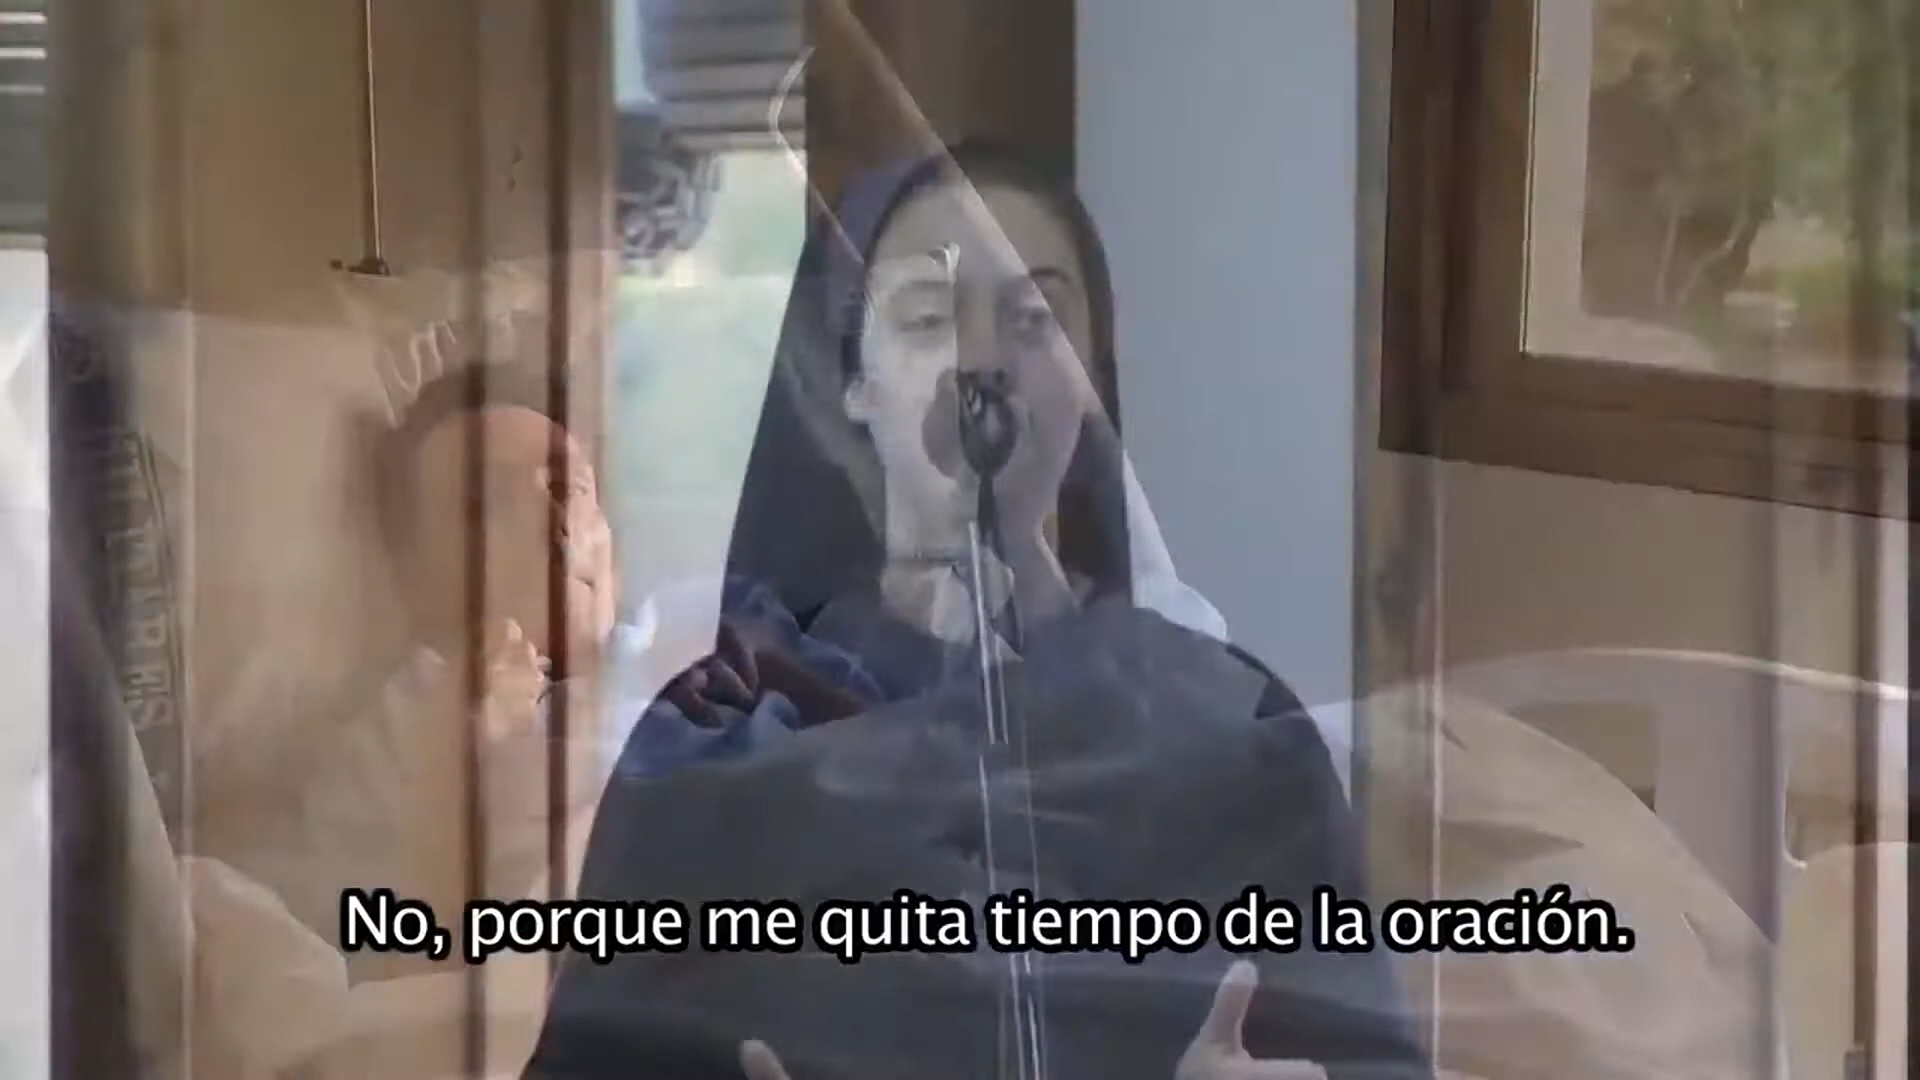 No, porque me quita tiempo de la oración.